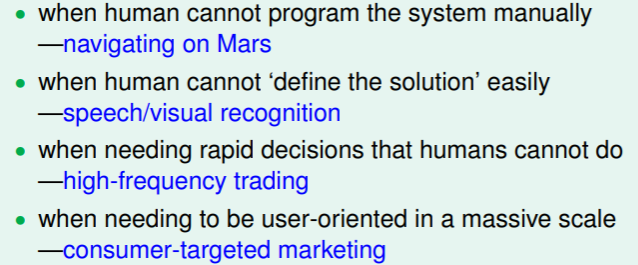 • when human cannot program the system manually
—navigating on Mars
• when human cannot ‘define the solution’ easily
—speech/visual recognition
• when needing rapid decisions that humans cannot do
—high-frequency trading
• when needing to be user-oriented in a massive scale
—consumer-targeted marketing